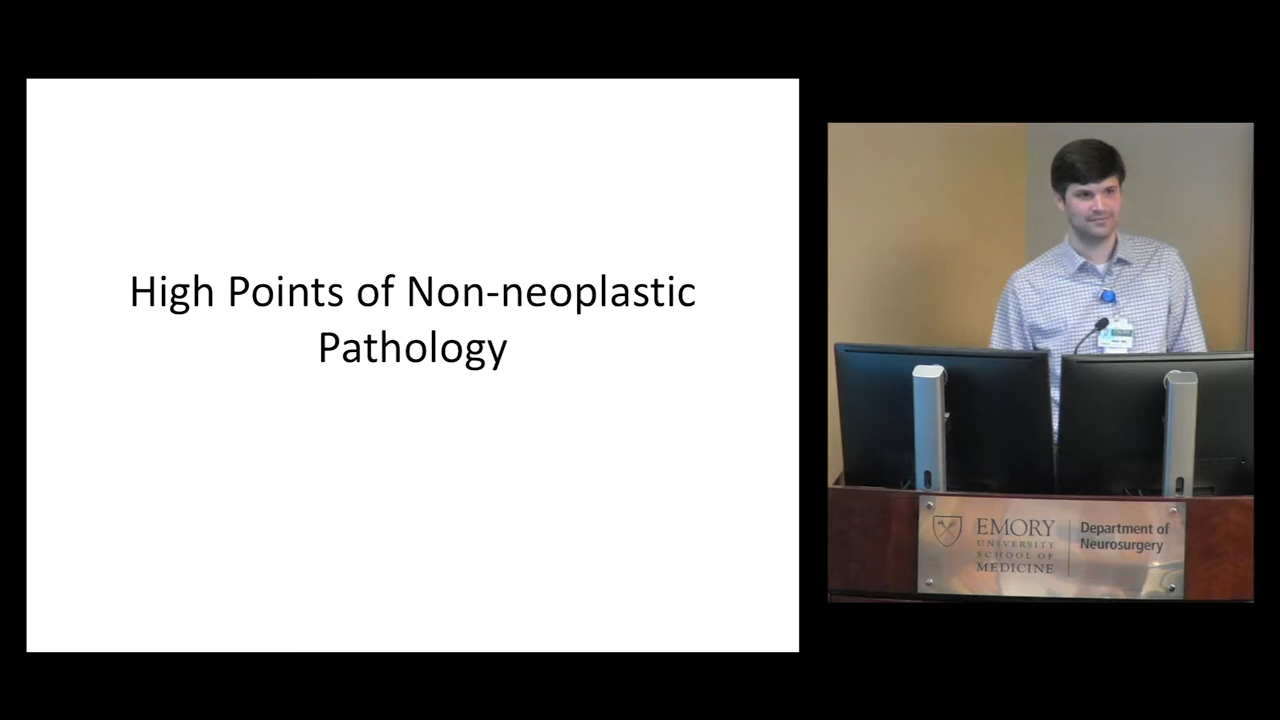 High Points of Non-neoplastic
Pathology
EMORY
UNIVERSITY
SCHOOL OF
MEDICINE
Department of
Neurosurgery